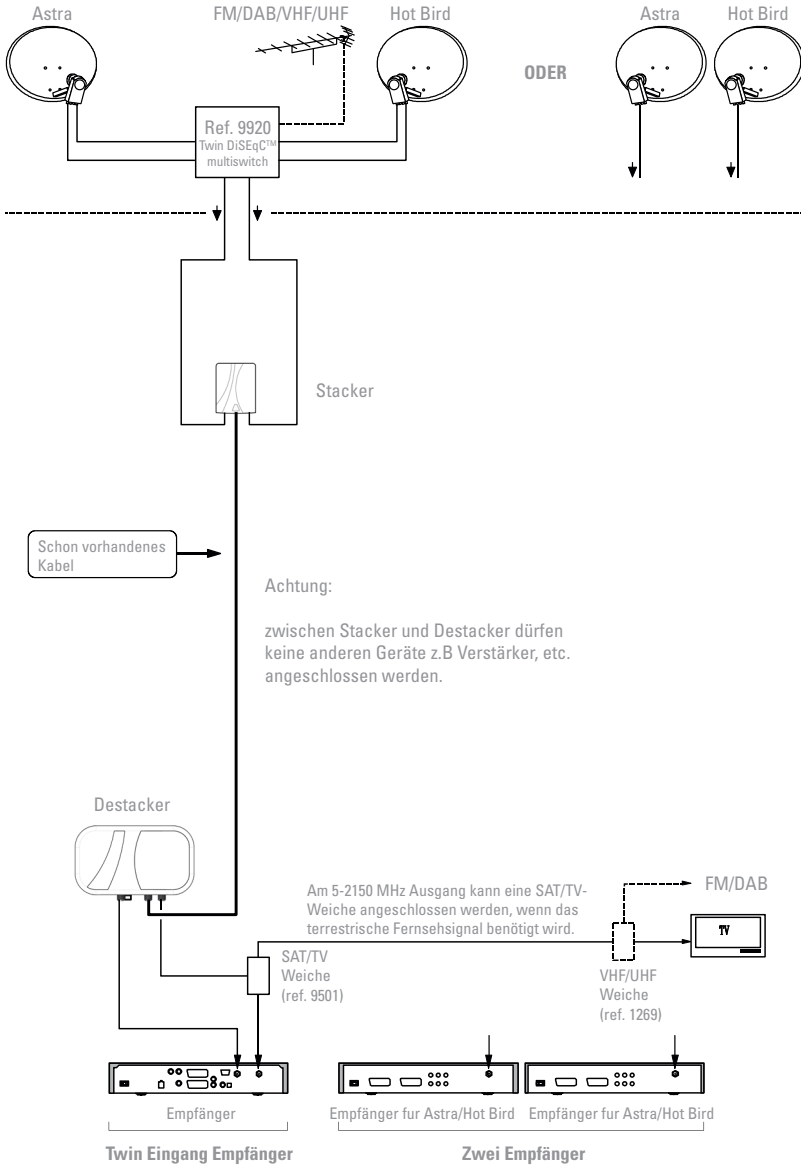 Astra
FM/DAB/VHF/UHF
Hot Bird
ODER
Astra
Hot Bird
Ref. 9920
Twin DiSEqC™
multiswitch
Stacker
Schon vorhandenes
Kabel
Achtung:
zwischen Stacker und Destacker dürfen
keine anderen Geräte z.B Verstärker, etc.
angeschlossen werden.
Destacker
Am 5-2150 MHz Ausgang kann eine SAT/TV-
Weiche angeschlossen werden, wenn das
terrestrische Fernsehsignal benötigt wird.
FM/DAB
TV
SAT/TV
Weiche
(ref. 9501)
VHF/UHF
Weiche
(ref. 1269)
Empfänger
Empfänger fur Astra/Hot Bird
Empfänger fur Astra/Hot Bird
Twin Eingang Empfänger
Zwei Empfänger